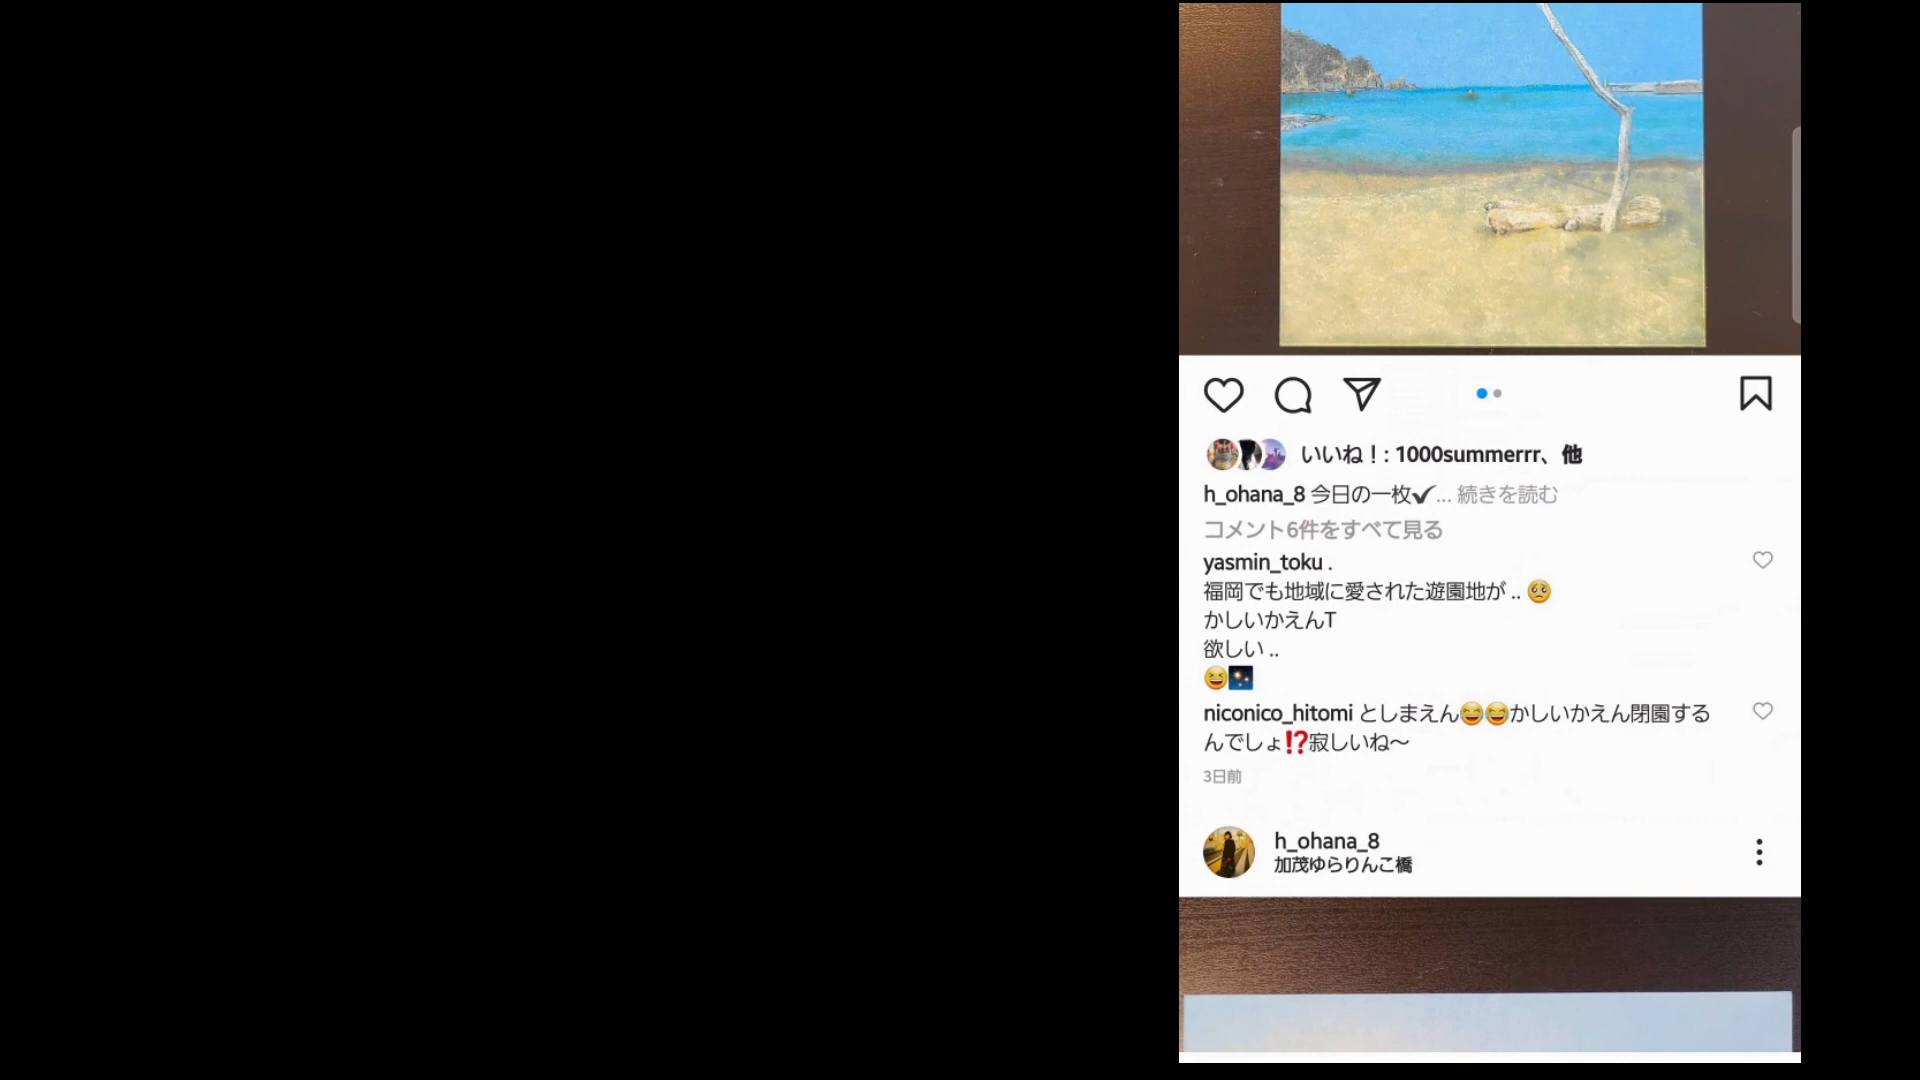 いいね！: 1000summerrr、他
h_ohana_8 今日の一枚✔... 続きを読む
コメント6件をすべて見る
yasmin_toku .
福岡でも地域に愛された遊園地が .. 🥺
かしいかえんT
欲しい ..
😆🎇
niconico_hitomi としまえん😆😆かしいかえん閉園する
んでしょ⁉️寂しいね〜
3日前
h_ohana_8
加茂ゆらりんこ橋